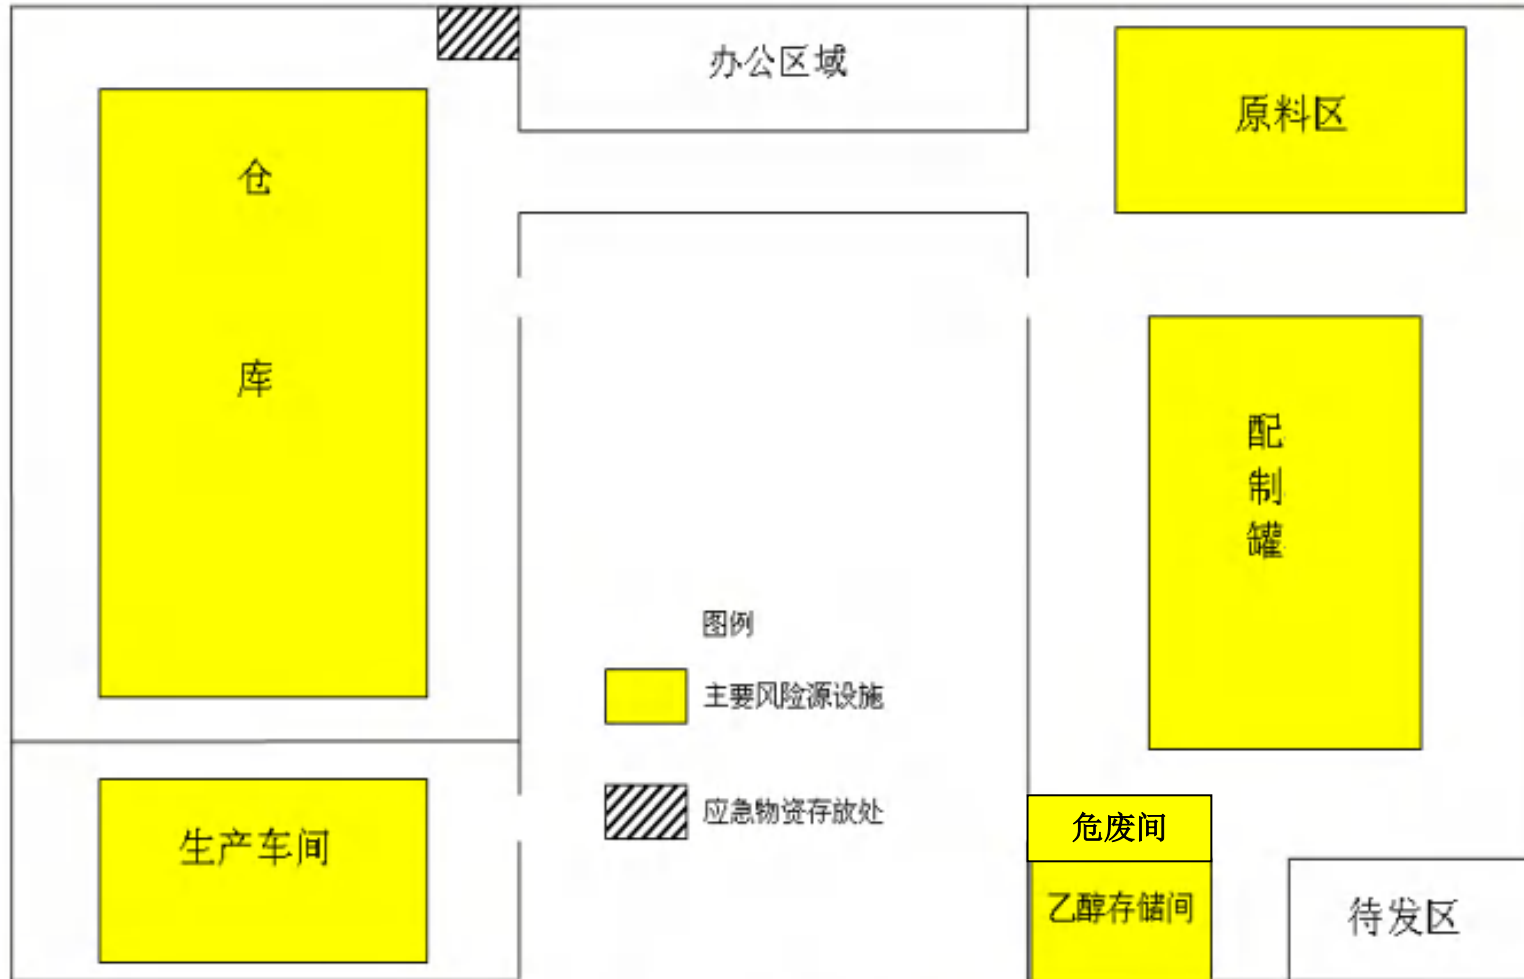 办公区域
原料区
仓
库
配
制
罐
图例
主要风险源设施
应急物资存放处
生产车间
危废间
乙醇存储间
待发区